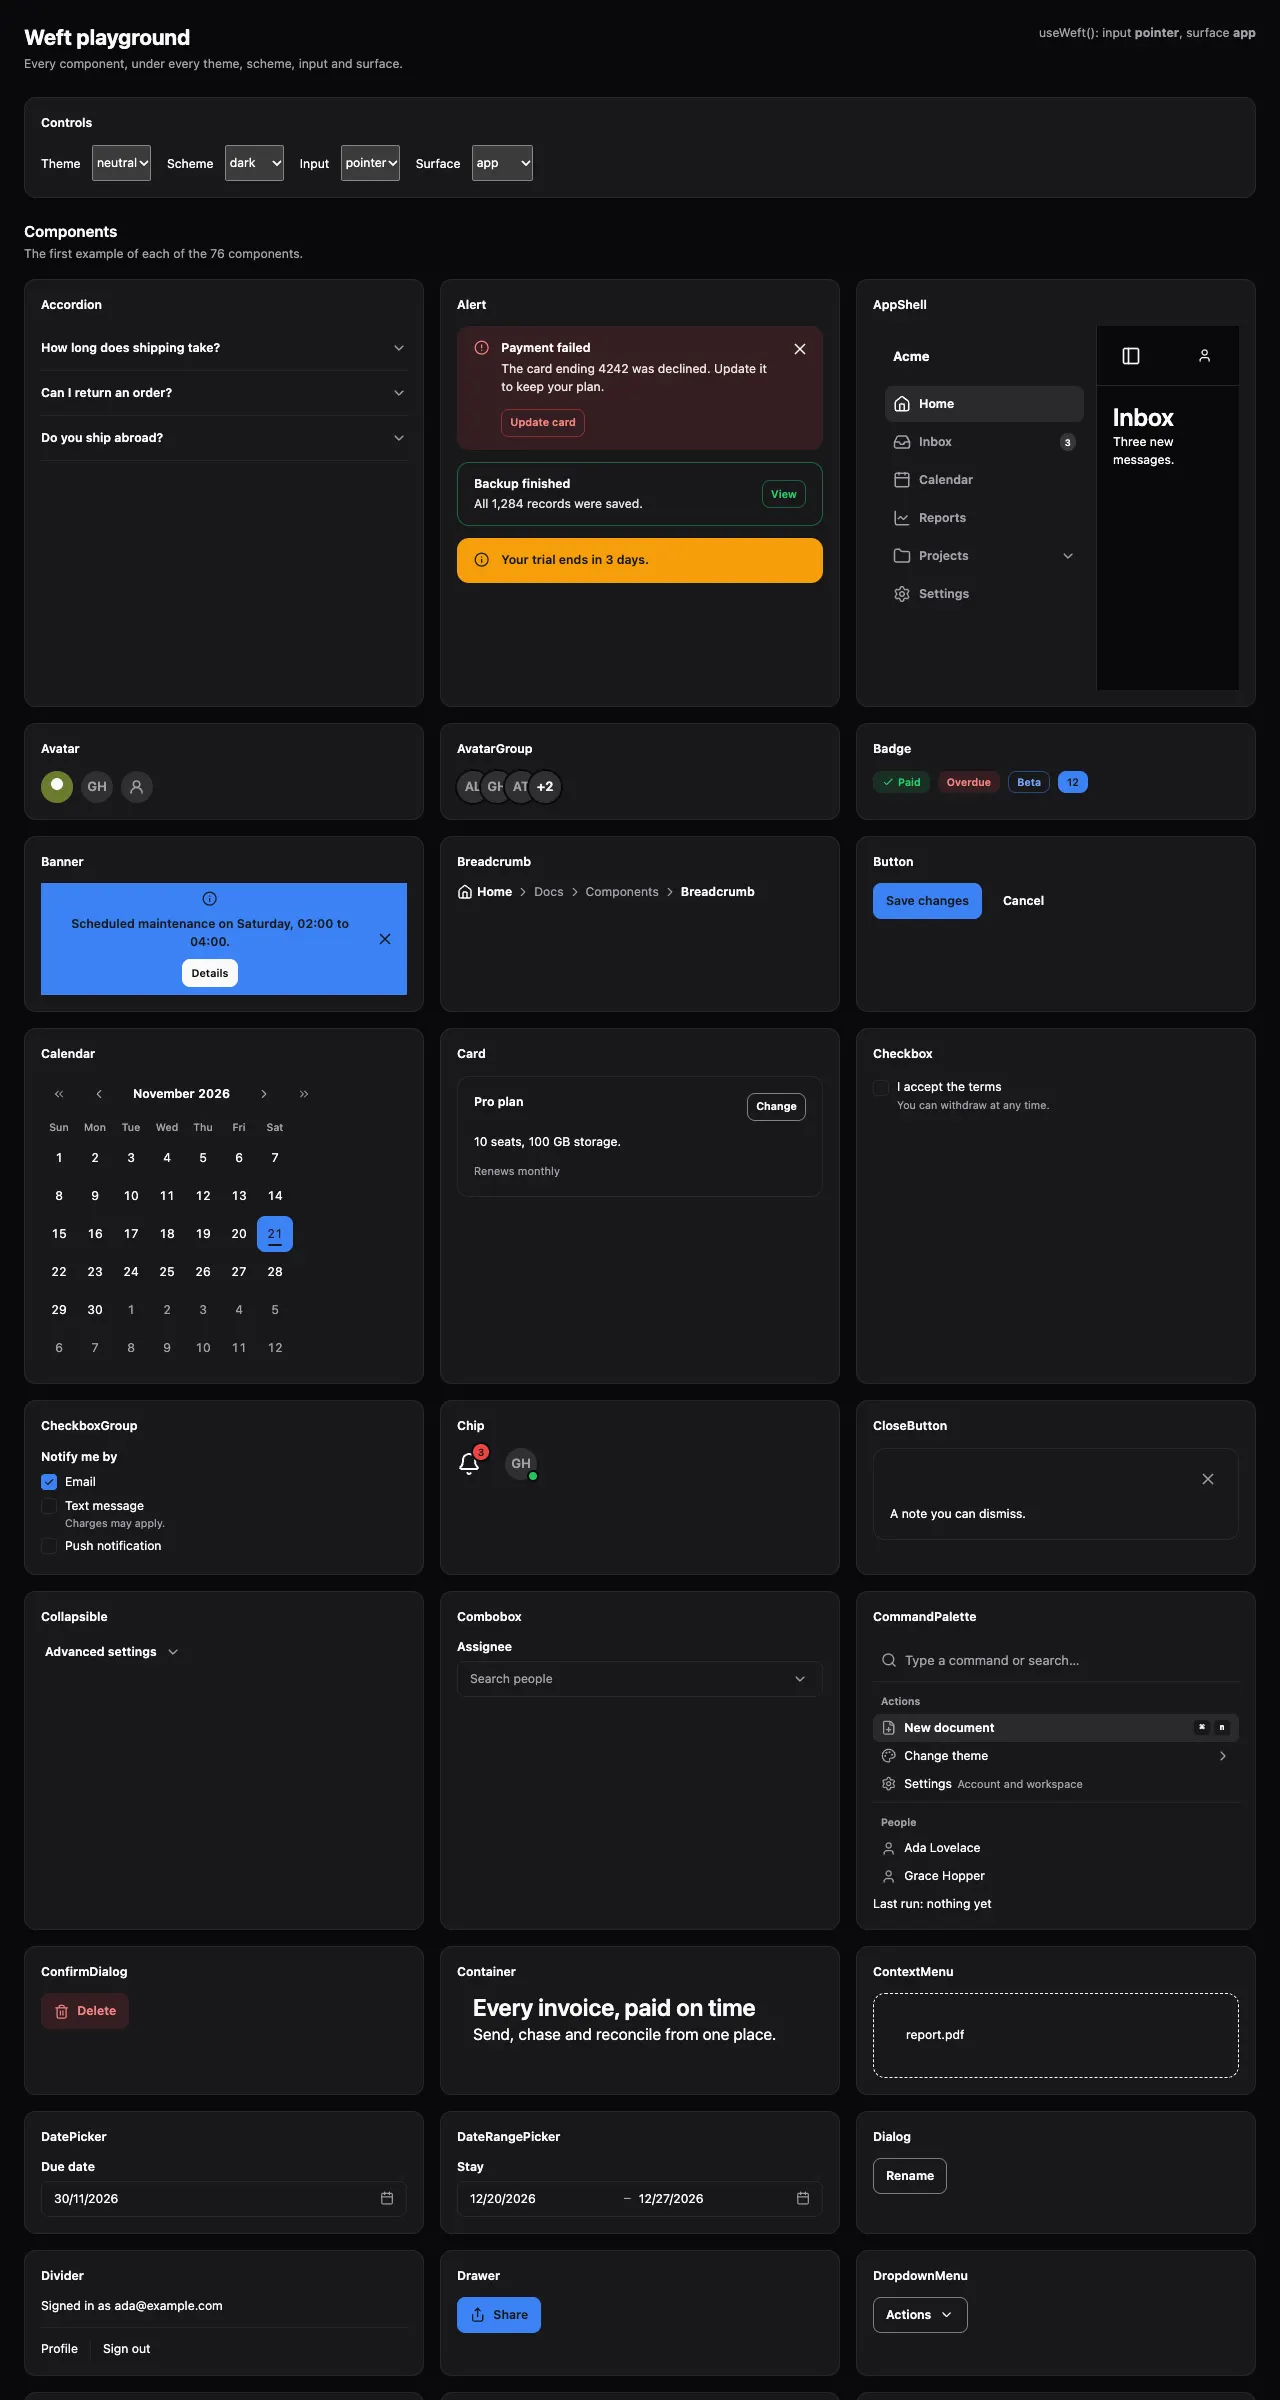 Weft playground
useWeft(): input pointer, surface app
Every component, under every theme, scheme, input and surface.
Controls
Theme neutral Scheme dark Input pointer Surface app
Components
The first example of each of the 76 components.
Accordion
How long does shipping take?
Can I return an order?
Do you ship abroad?
Alert
Payment failed
The card ending 4242 was declined. Update it
to keep your plan.
Update card
Backup finished
All 1,284 records were saved.
View
Your trial ends in 3 days.
AppShell
Acme
Home
Inbox 3
Calendar
Reports
Projects
Settings
Inbox
Three new
messages.
Avatar
GH
AvatarGroup
AL GH AT +2
Badge
Paid Overdue Beta 12
Banner
Scheduled maintenance on Saturday, 02:00 to
04:00.
Details
Breadcrumb
Home Docs Components Breadcrumb
Button
Save changes Cancel
Calendar
November 2026
Sun Mon Tue Wed Thu Fri Sat
1 2 3 4 5 6 7
8 9 10 11 12 13 14
15 16 17 18 19 20 21
22 23 24 25 26 27 28
29 30 1 2 3 4 5
6 7 8 9 10 11 12
Card
Pro plan
Change
10 seats, 100 GB storage.
Renews monthly
Checkbox
I accept the terms
You can withdraw at any time.
CheckboxGroup
Notify me by
Email
Text message
Charges may apply.
Push notification
Chip
3
GH
CloseButton
A note you can dismiss.
Collapsible
Advanced settings
Combobox
Assignee
Search people
CommandPalette
Type a command or search...
Actions
New document ⌘ n
Change theme
Settings Account and workspace
People
Ada Lovelace
Grace Hopper
Last run: nothing yet
ConfirmDialog
Delete
Container
Every invoice, paid on time
Send, chase and reconcile from one place.
ContextMenu
report.pdf
DatePicker
Due date
30/11/2026
DateRangePicker
Stay
12/20/2026 – 12/27/2026
Dialog
Rename
Divider
Signed in as ada@example.com
Profile Sign out
Drawer
Share
DropdownMenu
Actions